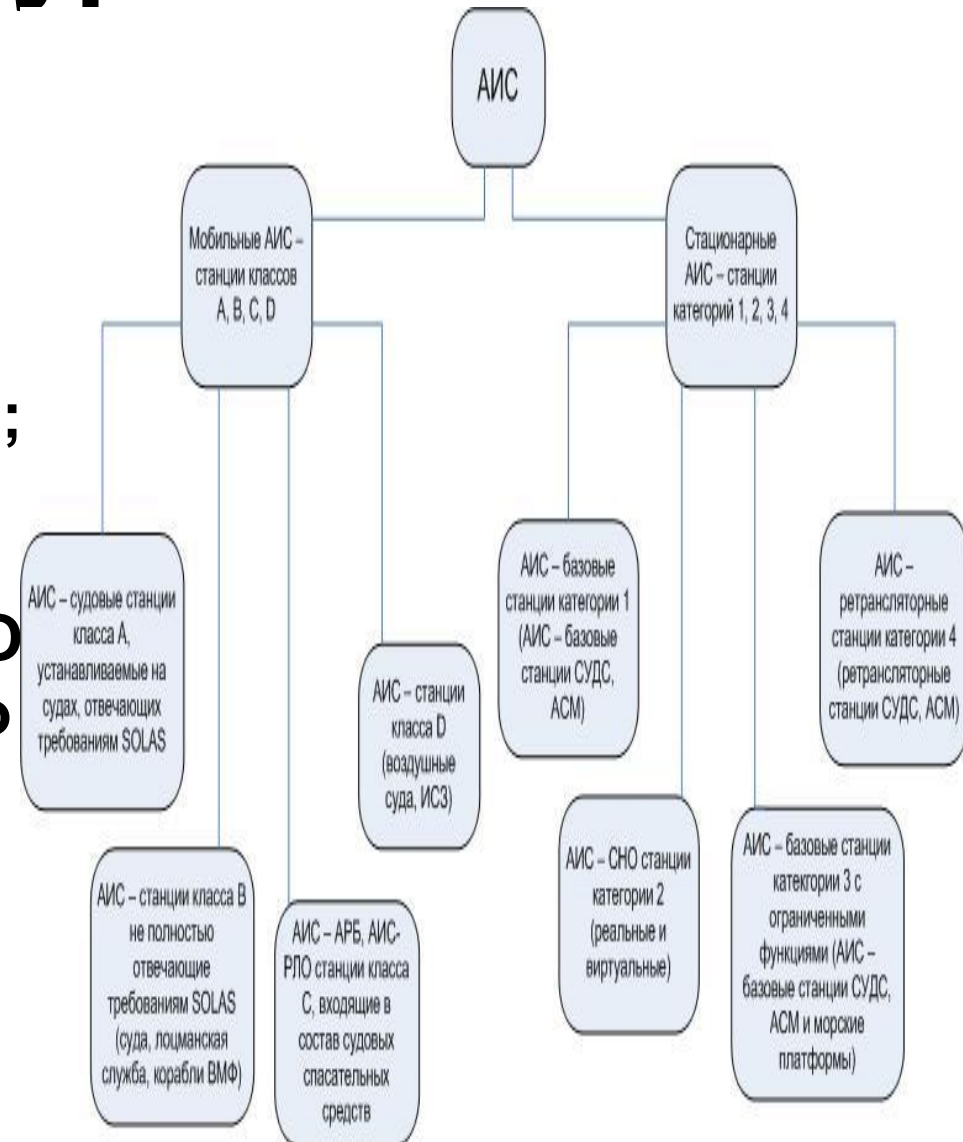 АИС
Мобильные АИС –
станции классов
A, B, C, D
Стационарные
АИС – станции
категорий 1, 2, 3, 4
;
АИС – судовые станции
класса А,
устанавливаемые на
судах, отвечающих
требованиям SOLAS
АИС – станции класса В
не полностью
отвечающие
требованиям SOLAS
(суда, лоцманская
служба, корабли ВМФ)
АИС – АРБ, АИС-
РЛО станции класса
С, входящие в
состав судовых
спасательных
средств
АИС – станции
класса D
(воздушные
суда, ИСЗ)
АИС – базовые
станции категории 1
(АИС – базовые
станции СУДС,
АСМ)
АИС – СНО станции
категории 2
(реальные и
виртуальные)
АИС – базовые станции
катекгории 3 с
ограниченными
функциями (АИС –
базовые станции СУДС,
АСМ и морские
платформы)
АИС –
ретрансляторные
станции категории 4
(ретрансляторные
станции СУДС, АСМ)